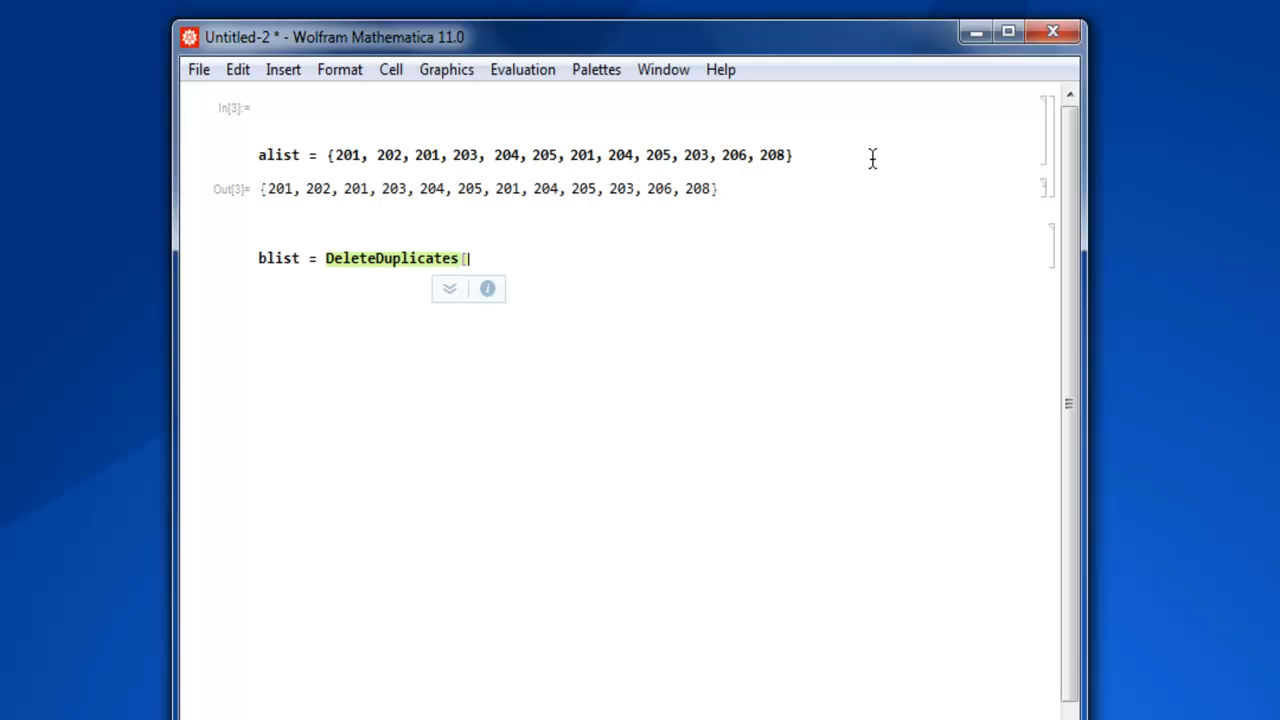 Untitled-2 * - Wolfram Mathematica 11.0
File Edit Insert Format Cell Graphics Evaluation Palettes Window Help
In[3]:=
alist = {201, 202, 201, 203, 204, 205, 201, 204, 205, 203, 206, 208}
Out[3]= {201, 202, 201, 203, 204, 205, 201, 204, 205, 203, 206, 208}
blist = DeleteDuplicates[